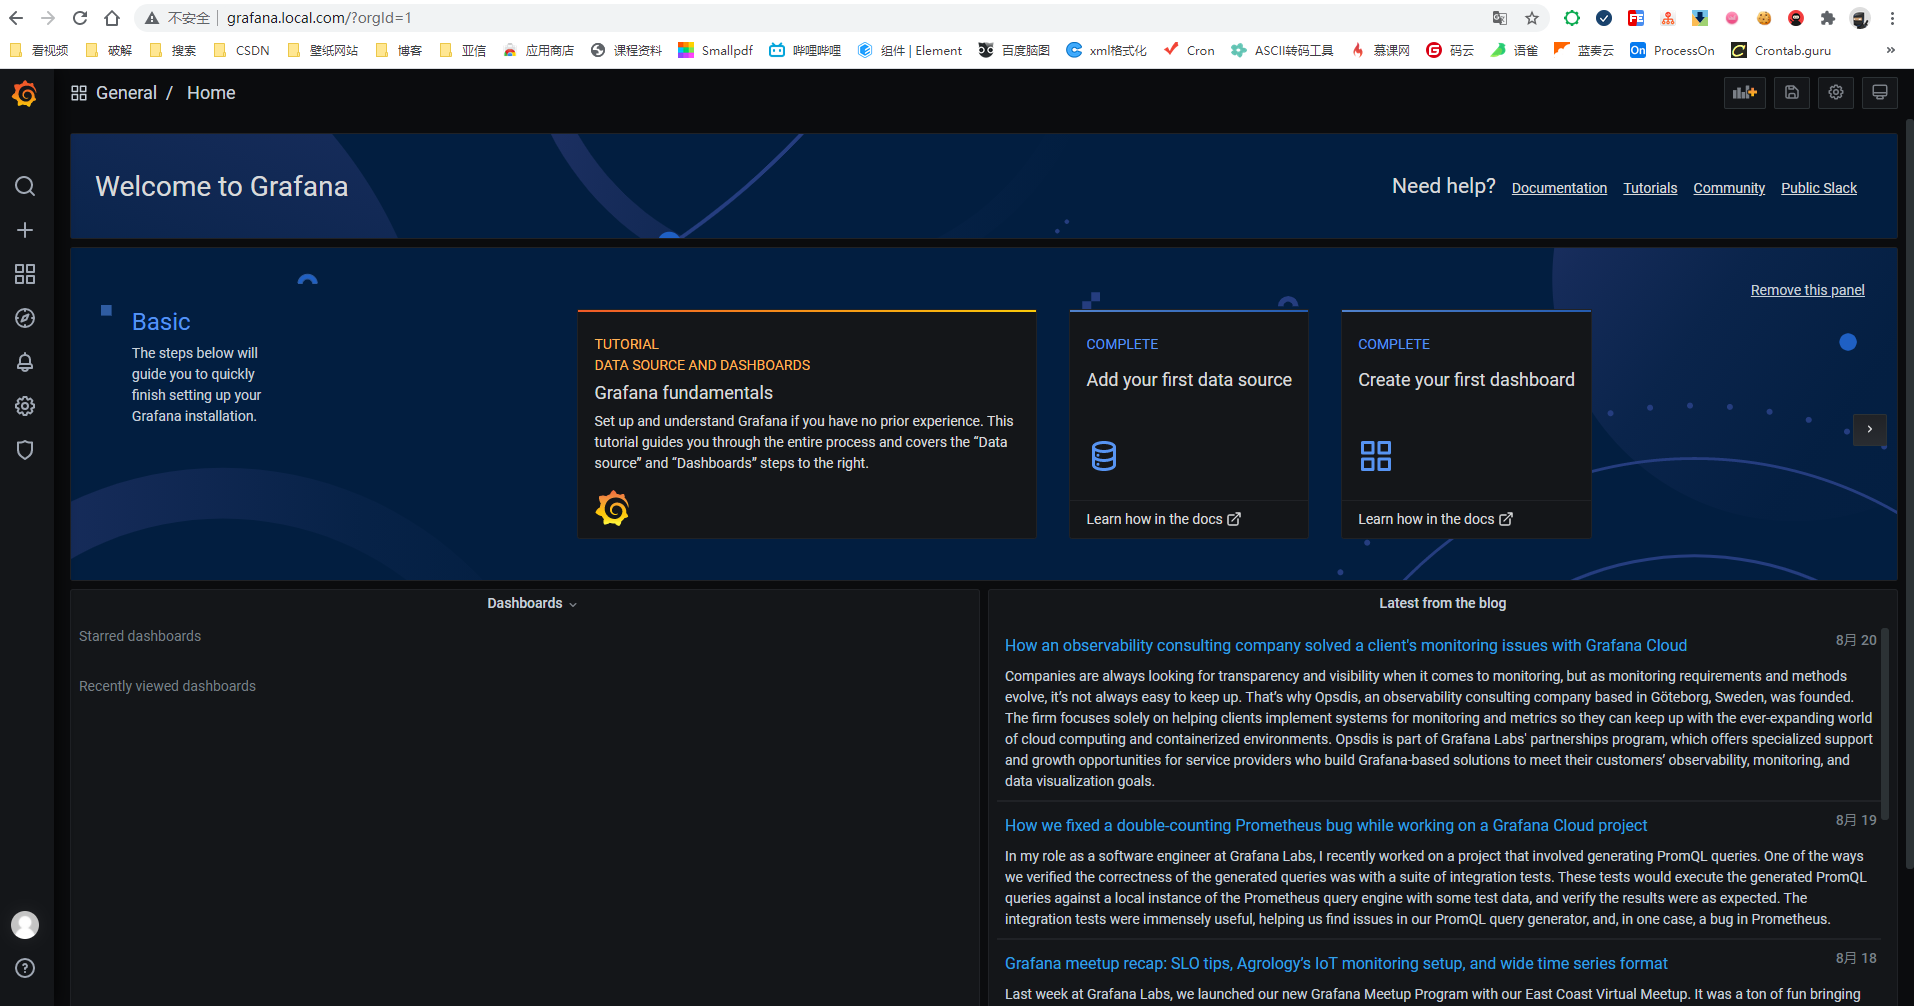 不安全 grafana.local.com/?orgId=1
看视频 破解 搜索 CSDN 壁纸网站 博客 亚信 应用商店 课程资料 Smallpdf 哔哩哔哩 组件 | Element 百度脑图 xml格式化 Cron ASCII转码工具 慕课网 码云 语雀 蓝奏云 ProcessOn Crontab.guru »
General / Home
Welcome to Grafana
Need help? Documentation Tutorials Community Public Slack
Remove this panel
Basic
The steps below will
guide you to quickly
finish setting up your
Grafana installation.
TUTORIAL
DATA SOURCE AND DASHBOARDS
Grafana fundamentals
Set up and understand Grafana if you have no prior experience. This
tutorial guides you through the entire process and covers the “Data
source” and “Dashboards” steps to the right.
COMPLETE
Add your first data source
Learn how in the docs
COMPLETE
Create your first dashboard
Learn how in the docs
Dashboards
Starred dashboards
Recently viewed dashboards
Latest from the blog
How an observability consulting company solved a client's monitoring issues with Grafana Cloud
8月 20
Companies are always looking for transparency and visibility when it comes to monitoring, but as monitoring requirements and methods
evolve, it’s not always easy to keep up. That’s why Opsdis, an observability consulting company based in Göteborg, Sweden, was founded.
The firm focuses solely on helping clients implement systems for monitoring and metrics so they can keep up with the ever-expanding world
of cloud computing and containerized environments. Opsdis is part of Grafana Labs' partnerships program, which offers specialized support
and growth opportunities for service providers who build Grafana-based solutions to meet their customers’ observability, monitoring, and
data visualization goals.
How we fixed a double-counting Prometheus bug while working on a Grafana Cloud project
8月 19
In my role as a software engineer at Grafana Labs, I recently worked on a project that involved generating PromQL queries. One of the ways
we verified the correctness of the generated queries was with a suite of integration tests. These tests would execute the generated PromQL
queries against a local instance of the Prometheus query engine with some test data, and verify the results were as expected. The
integration tests were immensely useful, helping us find issues in our PromQL query generator, and, in one case, a bug in Prometheus.
Grafana meetup recap: SLO tips, Agrology’s IoT monitoring setup, and wide time series format
8月 18
Last week at Grafana Labs, we launched our new Grafana Meetup Program with our East Coast Virtual Meetup. It was a ton of fun bringing